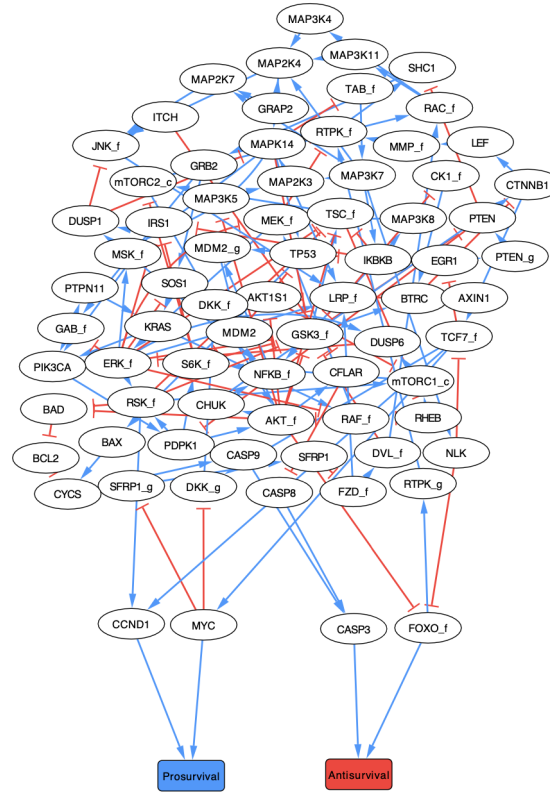 MAP3K4
MAP2K4
MAP3K11
SHC1
MAP2K7
TAB_f
GRAP2
RAC_f
ITCH
RTPK_f
JNK_f
MAPK14
MMP_f
LEF
GRB2
mTORC2_c
MAP2K3
MAP3K7
CK1_f
CTNNB1
MAP3K5
DUSP1
IRS1
MEK_f
TSC_f
MAP3K8
PTEN
MSK_f
MDM2_g
TP53
IKBKB
EGR1
PTEN_g
PTPN11
SOS1
DKK_f
AKT1S1
LRP_f
BTRC
AXIN1
GAB_f
KRAS
MDM2
GSK3_f
DUSP6
TCF7_f
PIK3CA
ERK_f
S6K_f
NFKB_f
CFLAR
mTORC1_c
BAD
RSK_f
CHUK
AKT_f
RAF_f
RHEB
BCL2
BAX
PDPK1
CASP9
SFRP1
DVL_f
NLK
CYCS
SFRP1_g
DKK_g
CASP8
FZD_f
RTPK_g
CCND1
MYC
CASP3
FOXO_f
Prosurvival
Antisurvival